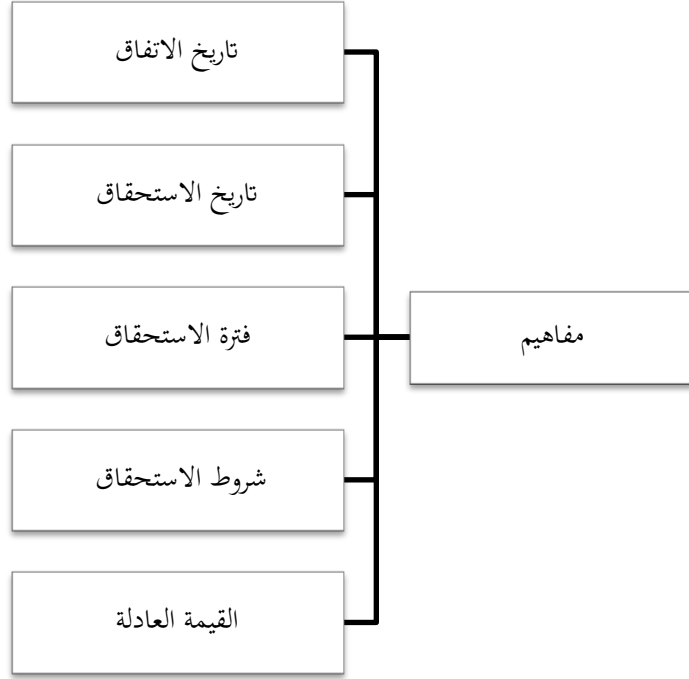 مفاهيم
تاريخ الاتفاق
تاريخ الاستحقاق
فترة الاستحقاق
شروط الاستحقاق
القيمة العادلة